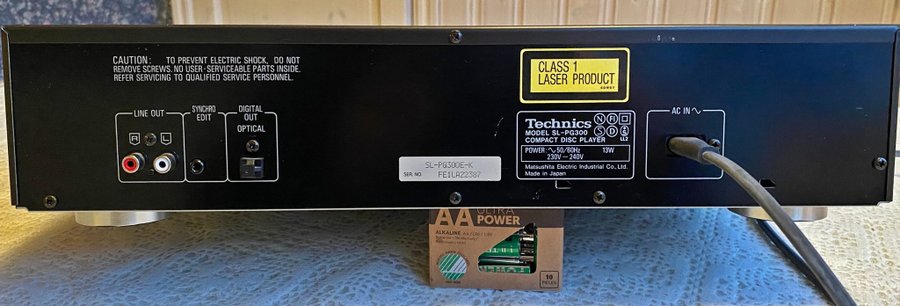 CAUTION: TO PREVENT ELECTRIC SHOCK, DO NOT
REMOVE SCREWS. NO USER-SERVICEABLE PARTS INSIDE.
REFER SERVICING TO QUALIFIED SERVICE PERSONNEL.
LINE OUT
R L
SYNCHRO
EDIT
DIGITAL
OUT
OPTICAL
CLASS 1
LASER PRODUCT
Technics
MODEL SL-PG300
COMPACT DISC PLAYER
N FI
S D
LL2
POWER: ~ 50/60Hz 13W
230V - 240V
Matsushita Electric Industrial Co., Ltd.
Made in Japan
AC IN ~
SL-PG300E-K
SER. NO. FE1LA22387
AA ULTRA
POWER
ALKALINE
10
PIECES